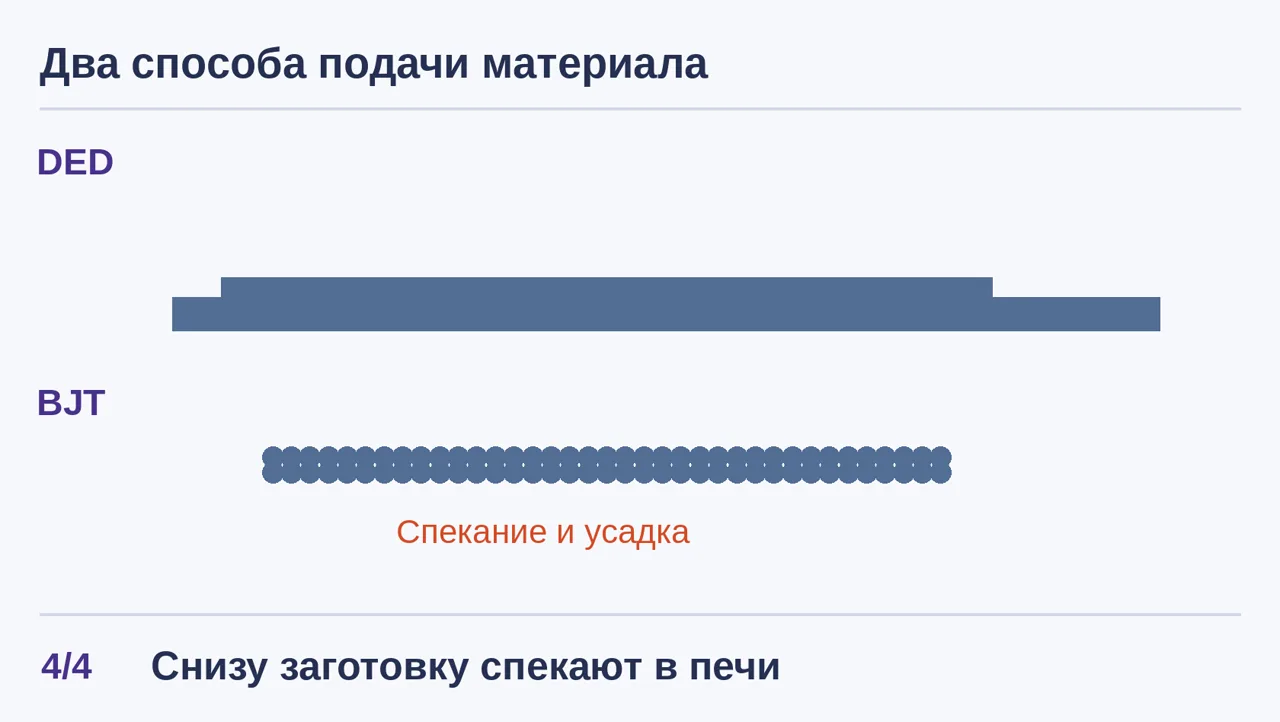 Два способа подачи материала
DED
BJT
Спекание и усадка
4/4 Снизу заготовку спекают в печи